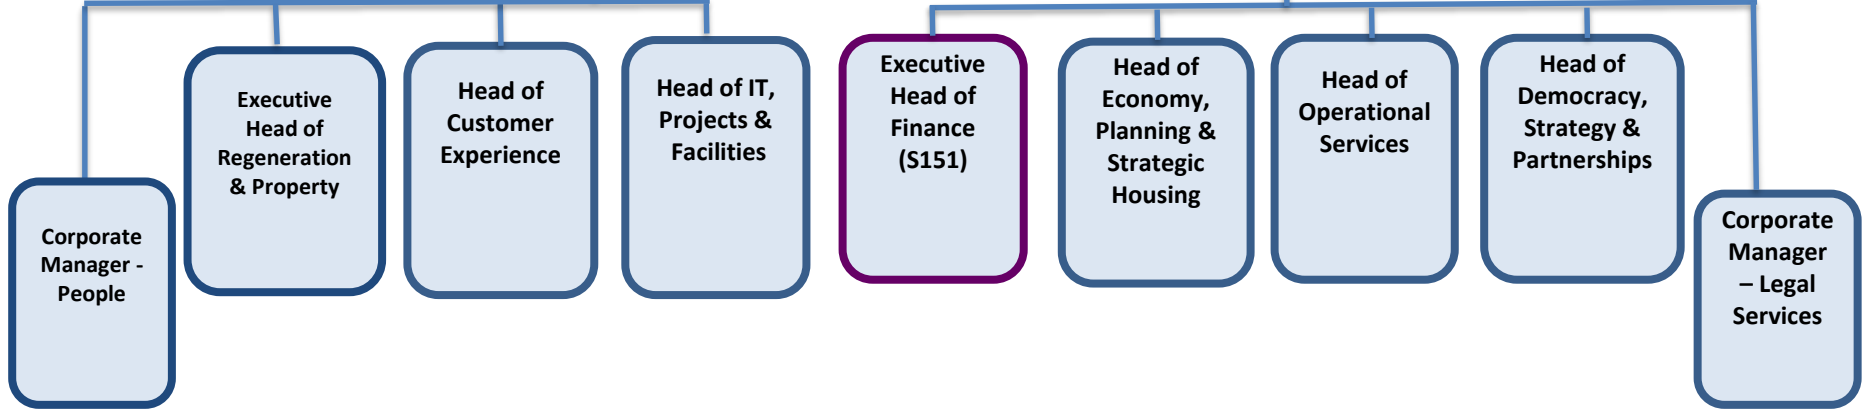 Corporate
Manager -
People
Executive
Head of
Regeneration
& Property
Head of
Customer
Experience
Head of IT,
Projects &
Facilities
Executive
Head of
Finance
(S151)
Head of
Economy,
Planning &
Strategic
Housing
Head of
Operational
Services
Head of
Democracy,
Strategy &
Partnerships
Corporate
Manager
– Legal
Services